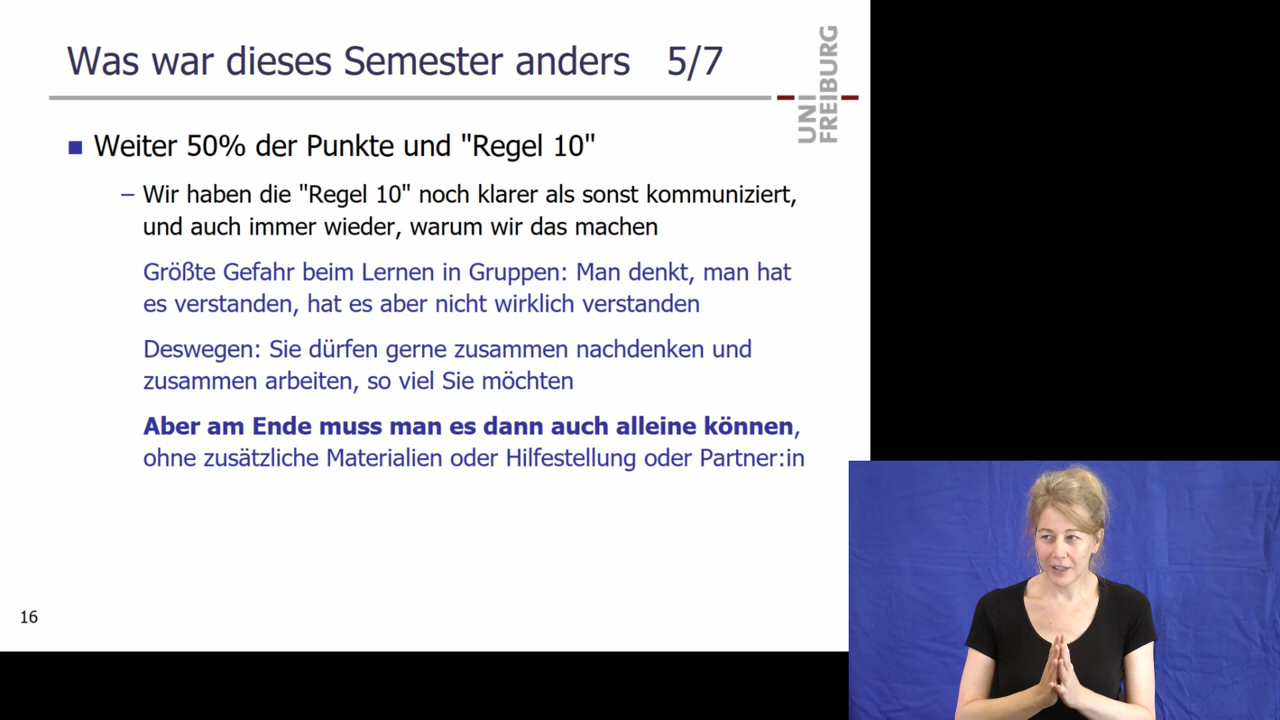 Was war dieses Semester anders 5/7
UNI
FREIBURG
■ Weiter 50% der Punkte und "Regel 10"
– Wir haben die "Regel 10" noch klarer als sonst kommuniziert,
und auch immer wieder, warum wir das machen
Größte Gefahr beim Lernen in Gruppen: Man denkt, man hat
es verstanden, hat es aber nicht wirklich verstanden
Deswegen: Sie dürfen gerne zusammen nachdenken und
zusammen arbeiten, so viel Sie möchten
Aber am Ende muss man es dann auch alleine können,
ohne zusätzliche Materialien oder Hilfestellung oder Partner:in
16